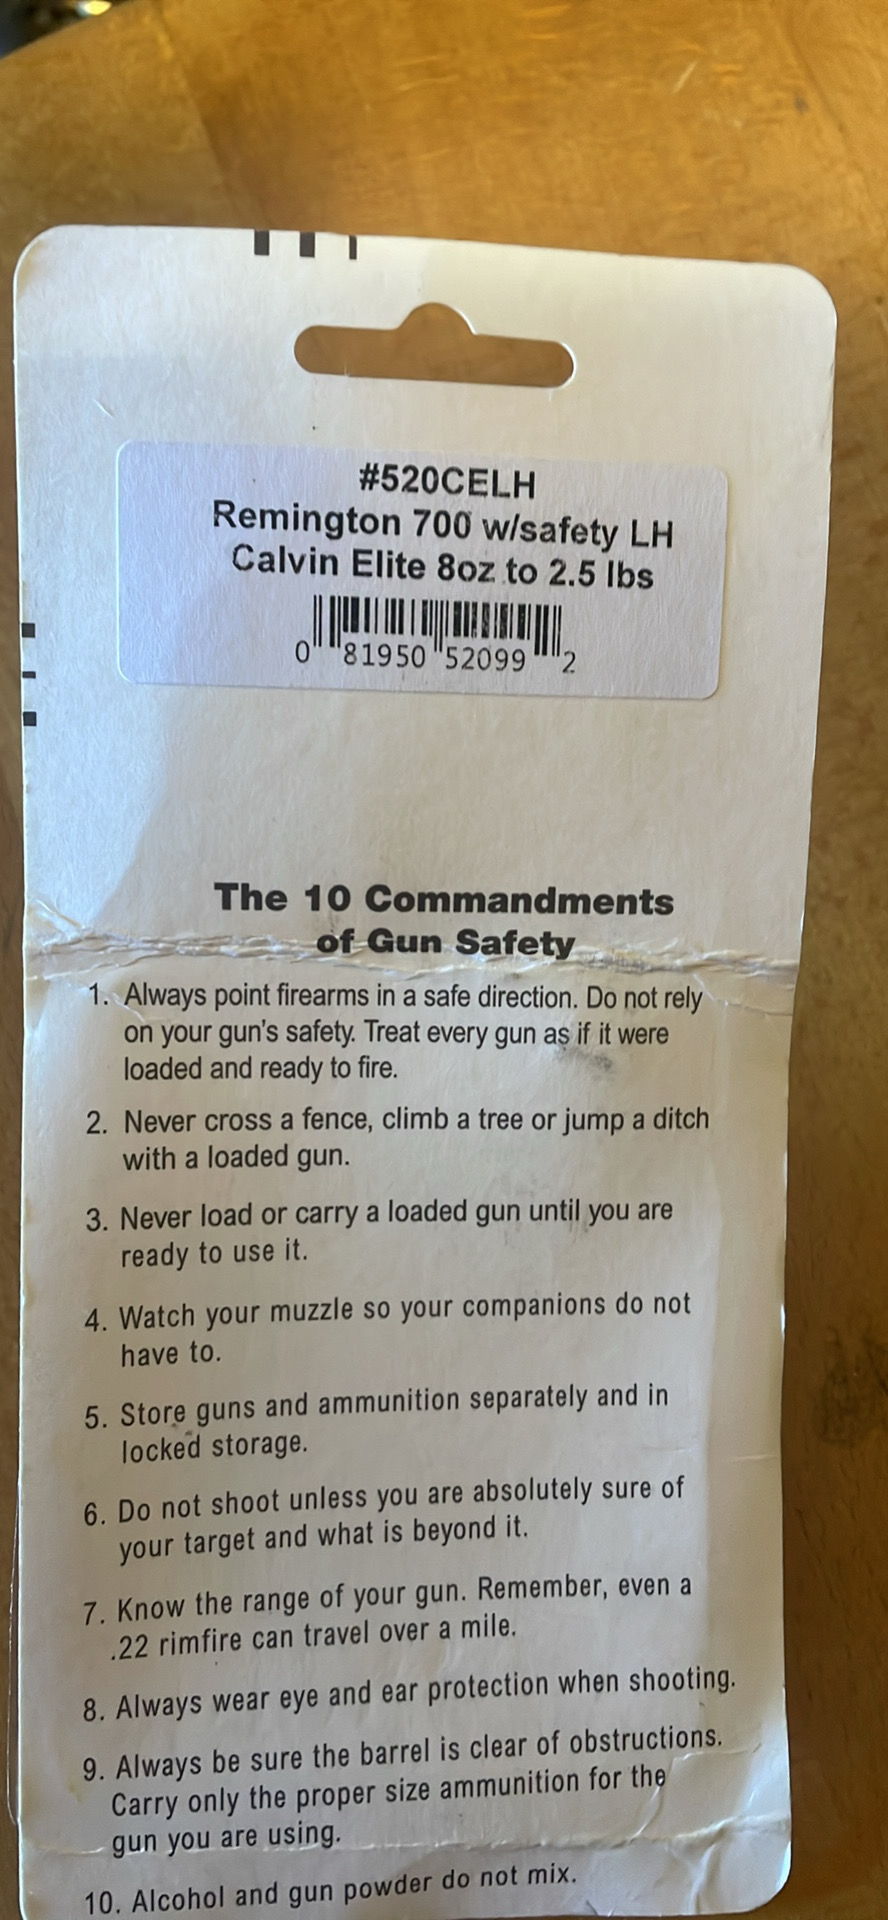 #520CELH
Remington 700 w/safety LH
Calvin Elite 8oz to 2.5 lbs
0 81950 52099 2
The 10 Commandments
of Gun Safety
1. Always point firearms in a safe direction. Do not rely
on your gun's safety. Treat every gun as if it were
loaded and ready to fire.
2. Never cross a fence, climb a tree or jump a ditch
with a loaded gun.
3. Never load or carry a loaded gun until you are
ready to use it.
4. Watch your muzzle so your companions do not
have to.
5. Store guns and ammunition separately and in
locked storage.
6. Do not shoot unless you are absolutely sure of
your target and what is beyond it.
7. Know the range of your gun. Remember, even a
.22 rimfire can travel over a mile.
8. Always wear eye and ear protection when shooting.
9. Always be sure the barrel is clear of obstructions.
Carry only the proper size ammunition for the
gun you are using.
10. Alcohol and gun powder do not mix.